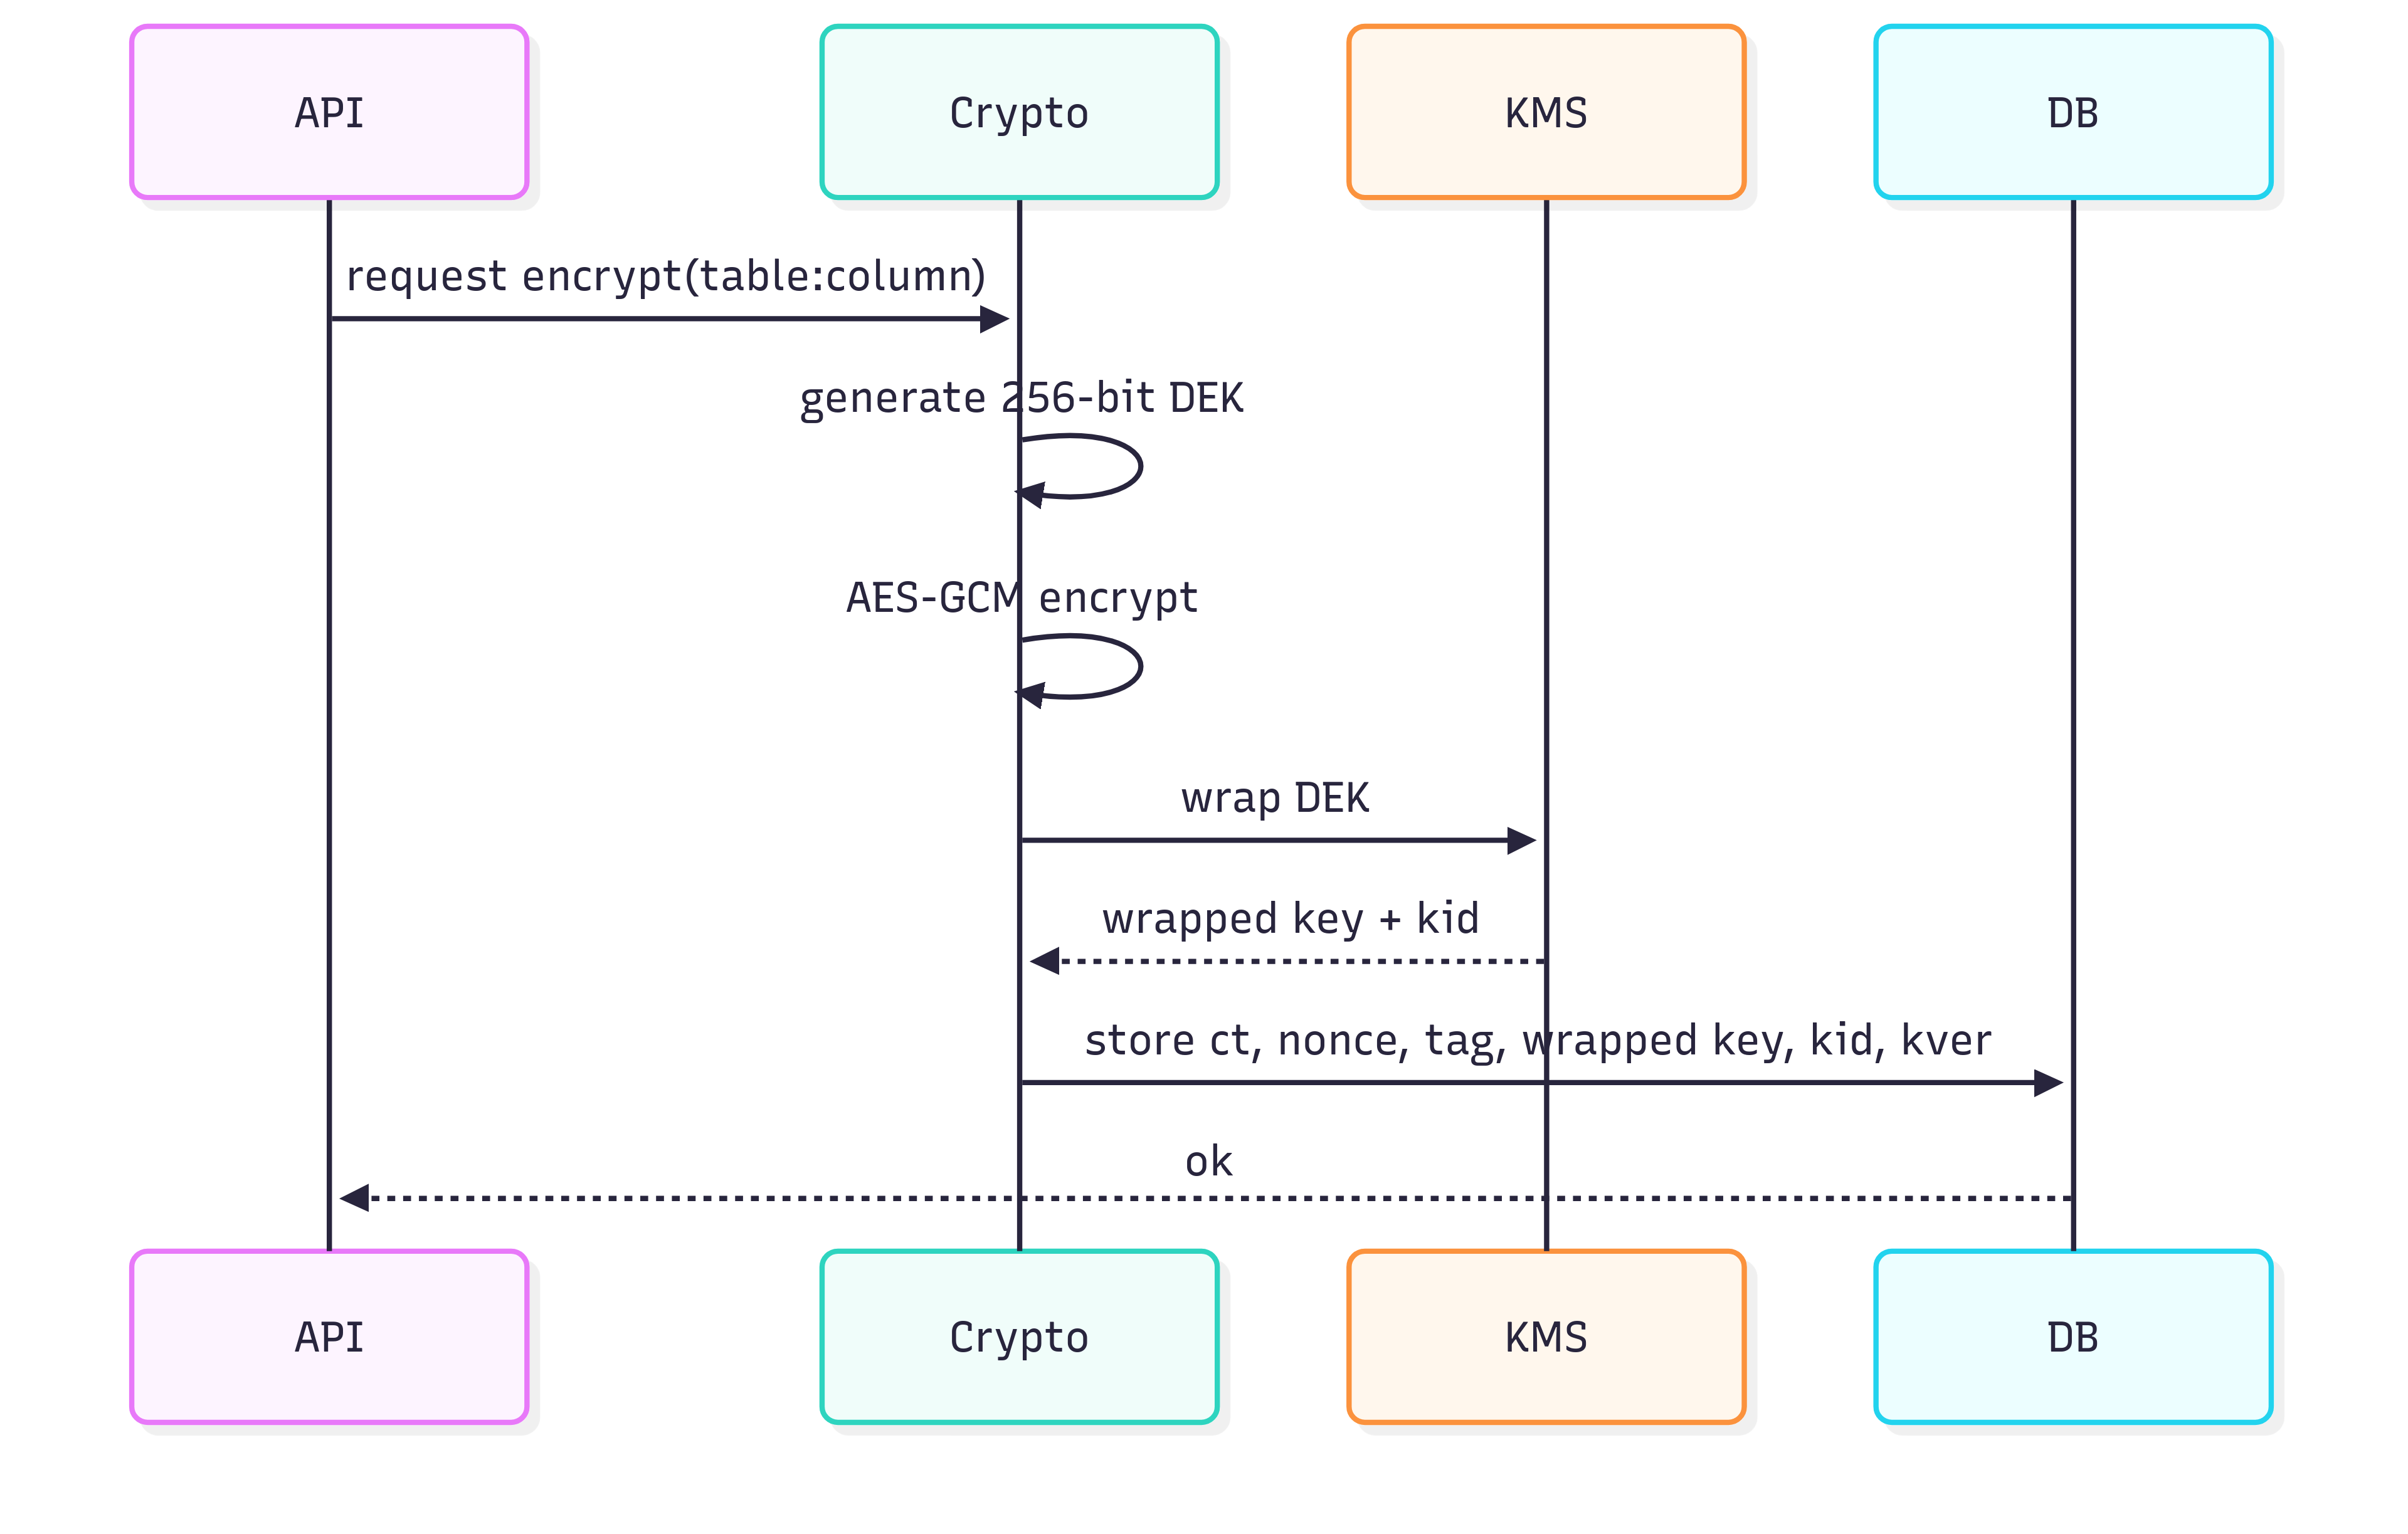 API
Crypto
KMS
DB
request encrypt(table:column)
generate 256-bit DEK
AES-GCM encrypt
wrap DEK
wrapped key + kid
store ct, nonce, tag, wrapped key, kid, kver
ok
API
Crypto
KMS
DB